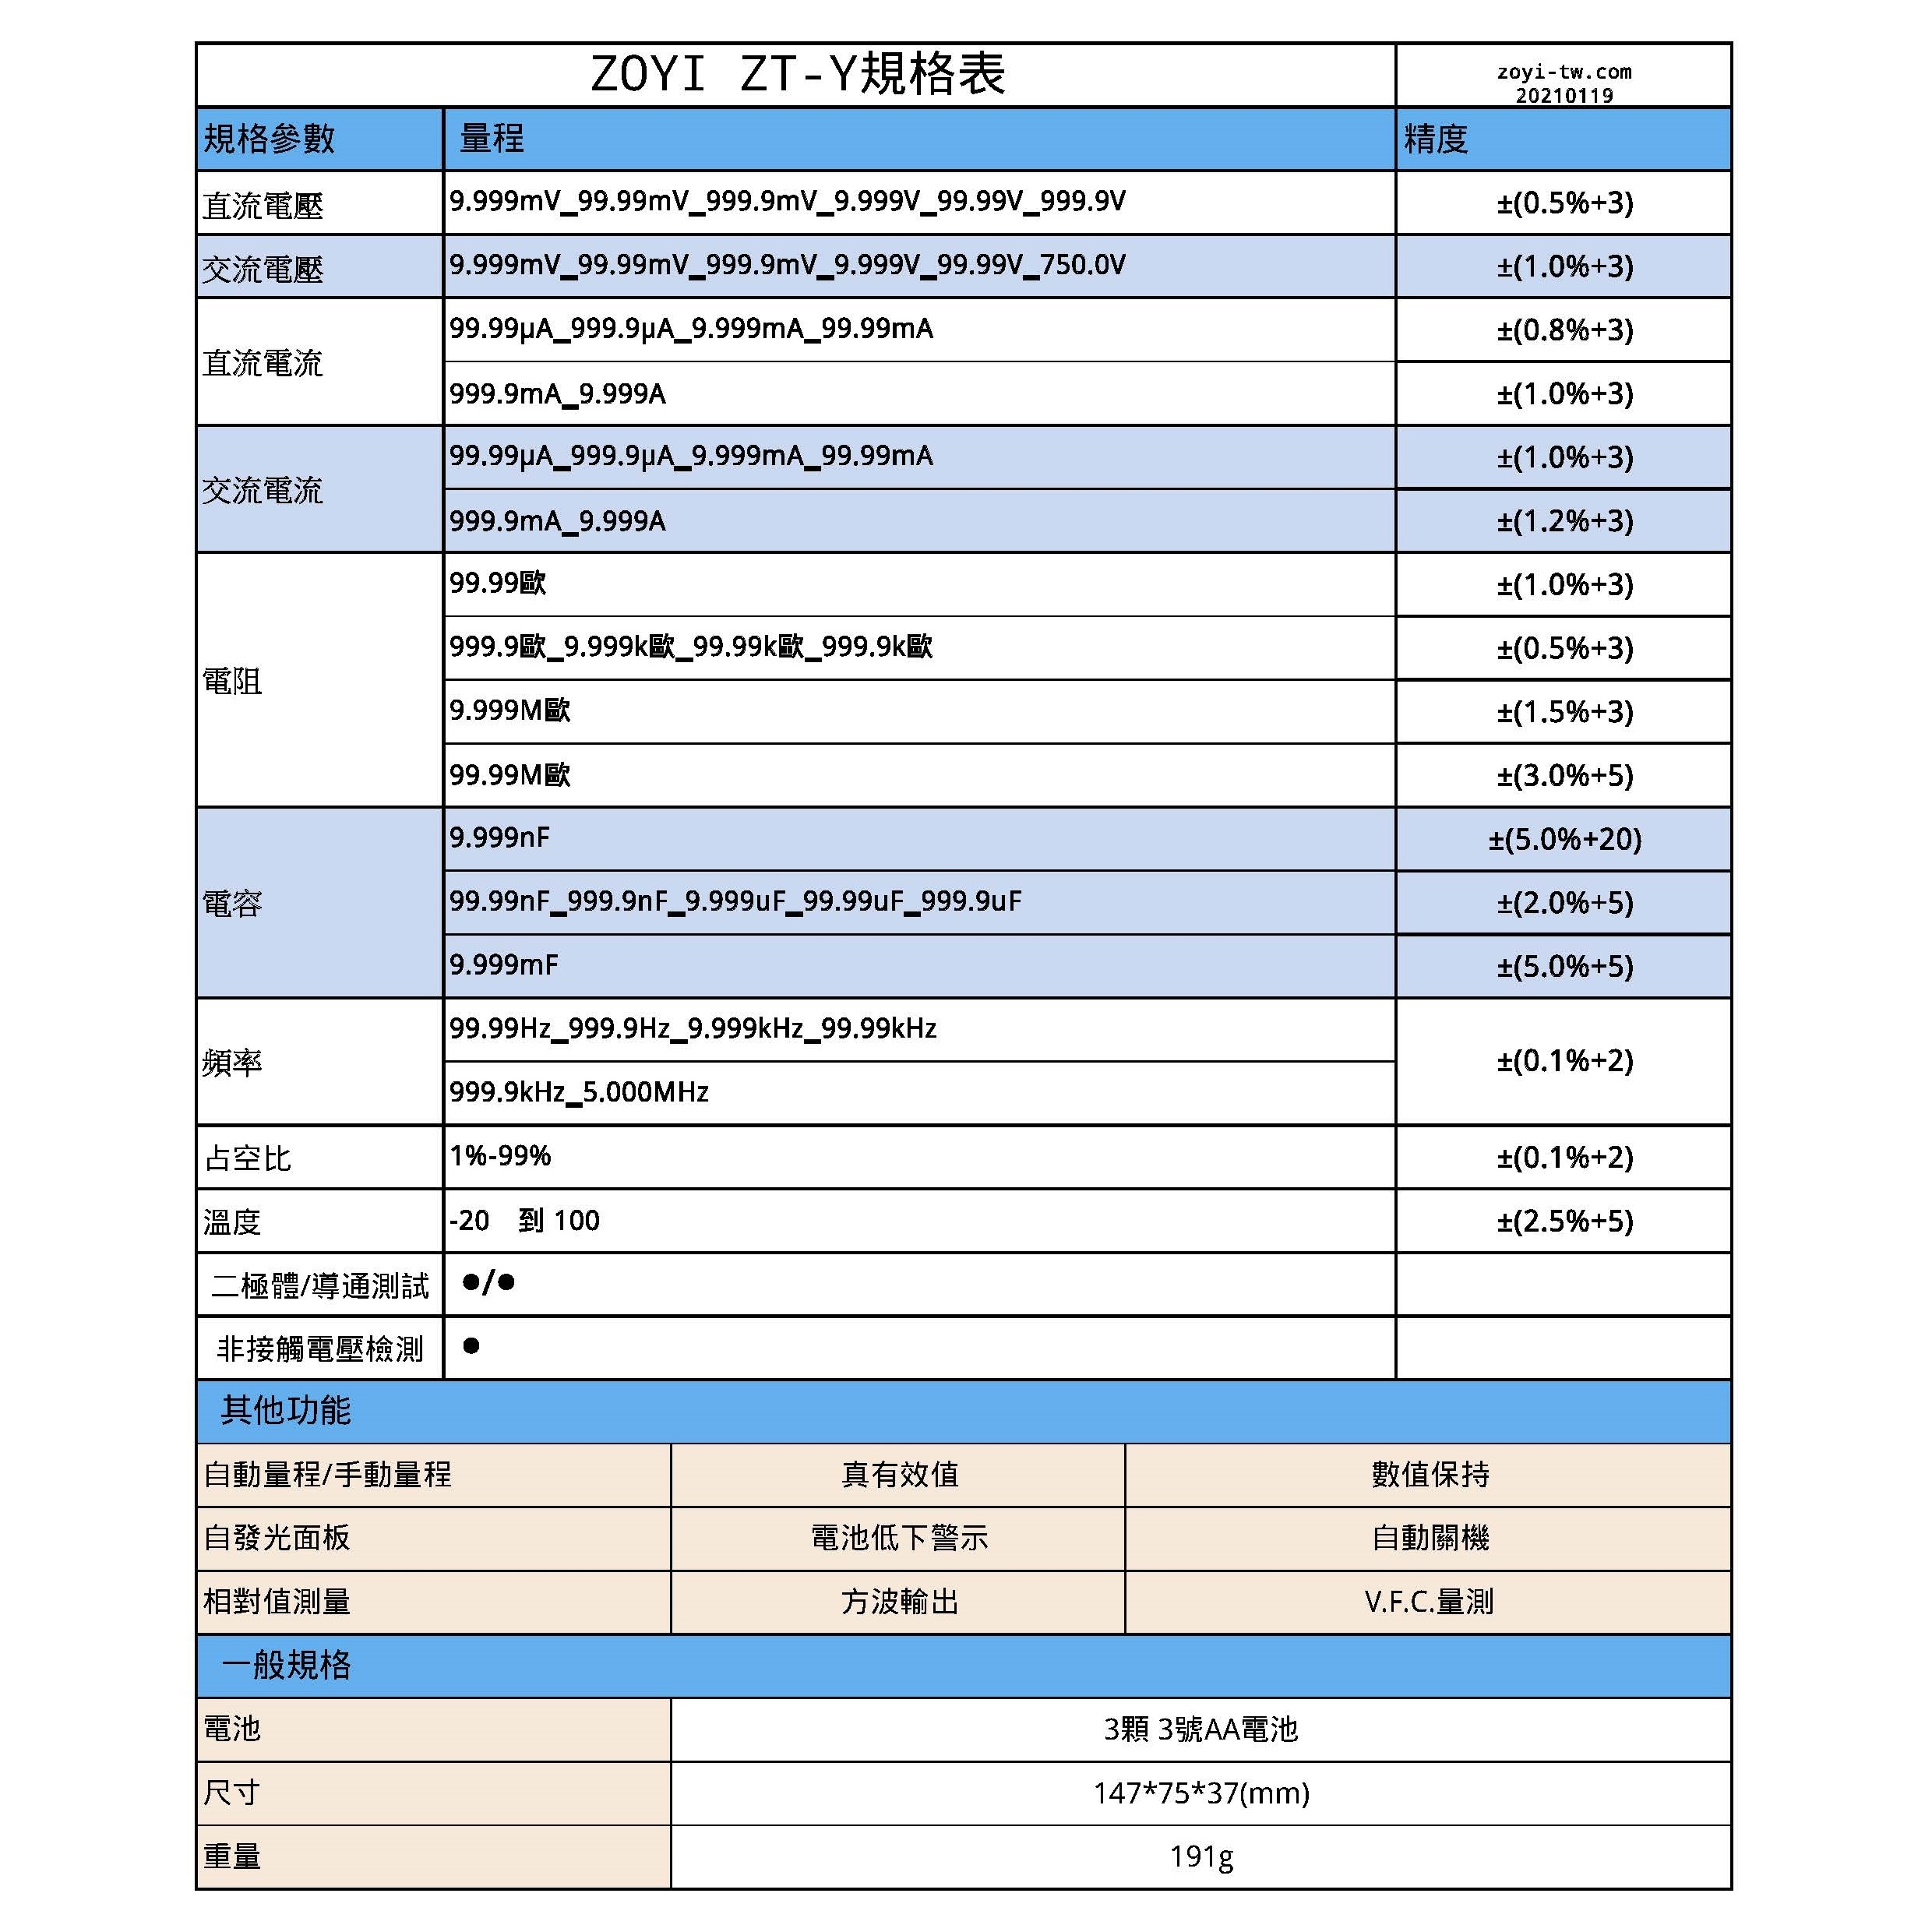 ZOYI ZT-Y規格表
zoyi-tw.com
20210119
規格參數 量程 精度
直流電壓 9.999mV_99.99mV_999.9mV_9.999V_99.99V_999.9V ±(0.5%+3)
交流電壓 9.999mV_99.99mV_999.9mV_9.999V_99.99V_750.0V ±(1.0%+3)
直流電流
99.99μA_999.9μA_9.999mA_99.99mA ±(0.8%+3)
999.9mA_9.999A ±(1.0%+3)
交流電流
99.99μA_999.9μA_9.999mA_99.99mA ±(1.0%+3)
999.9mA_9.999A ±(1.2%+3)
電阻
99.99歐 ±(1.0%+3)
999.9歐_9.999k歐_99.99k歐_999.9k歐 ±(0.5%+3)
9.999M歐 ±(1.5%+3)
99.99M歐 ±(3.0%+5)
電容
9.999nF ±(5.0%+20)
99.99nF_999.9nF_9.999uF_99.99uF_999.9uF ±(2.0%+5)
9.999mF ±(5.0%+5)
頻率
99.99Hz_999.9Hz_9.999kHz_99.99kHz
999.9kHz_5.000MHz
±(0.1%+2)
占空比 1%-99% ±(0.1%+2)
溫度 -20 到 100 ±(2.5%+5)
二極體/導通測試 ●/●
非接觸電壓檢測 ●
其他功能
自動量程/手動量程 真有效值 數值保持
自發光面板 電池低下警示 自動關機
相對值測量 方波輸出 V.F.C.量測
一般規格
電池 3顆 3號AA電池
尺寸 147*75*37(mm)
重量 191g